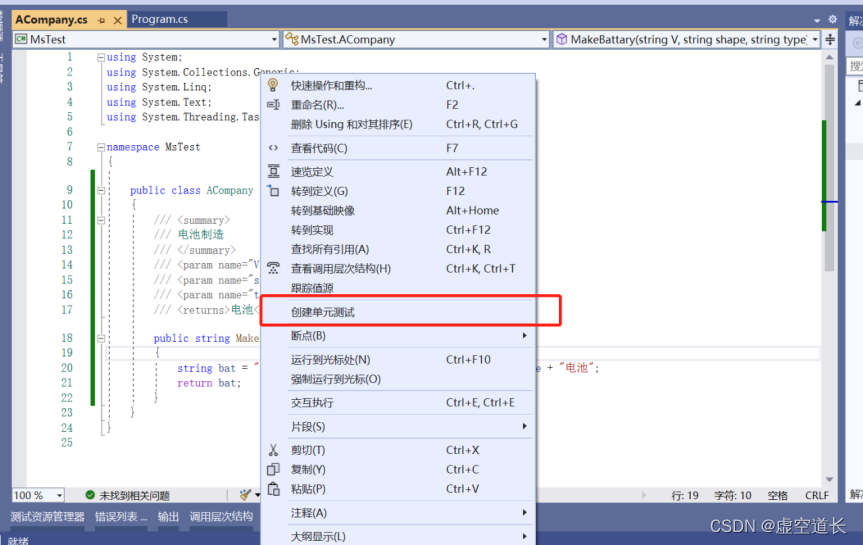 ACompany.cs
Program.cs
MsTest
MsTest.ACompany
MakeBattary(string V, string shape, string type)
1 using System;
2 using System.Collections.Generic;
3 using System.Linq;
4 using System.Text;
5 using System.Threading.Tas
6
7 namespace MsTest
8 {
9 public class ACompany
10 {
11 /// <summary>
12 /// 电池制造
13 /// </summary>
14 /// <param name="V
15 /// <param name="s
16 /// <param name="t
17 /// <returns>电池<
18 public string Make
19 {
20 string bat = " e + "电池";
21 return bat;
22 }
23 }
24 }
25
快速操作和重构... Ctrl+.
重命名(R)... F2
删除 Using 和对其排序(E) Ctrl+R, Ctrl+G
查看代码(C) F7
速览定义 Alt+F12
转到定义(G) F12
转到基础映像 Alt+Home
转到实现 Ctrl+F12
查找所有引用(A) Ctrl+K, R
查看调用层次结构(H) Ctrl+K, Ctrl+T
跟踪值源
创建单元测试
断点(B)
运行到光标处(N) Ctrl+F10
强制运行到光标(O)
交互执行 Ctrl+E, Ctrl+E
片段(S)
剪切(T) Ctrl+X
复制(Y) Ctrl+C
粘贴(P) Ctrl+V
注释(A)
大纲显示(L)
100 %
未找到相关问题
行: 19 字符: 10 空格 CRLF
测试资源管理器 错误列表 ... 输出 调用层次结构
就绪
CSDN @虚空道长